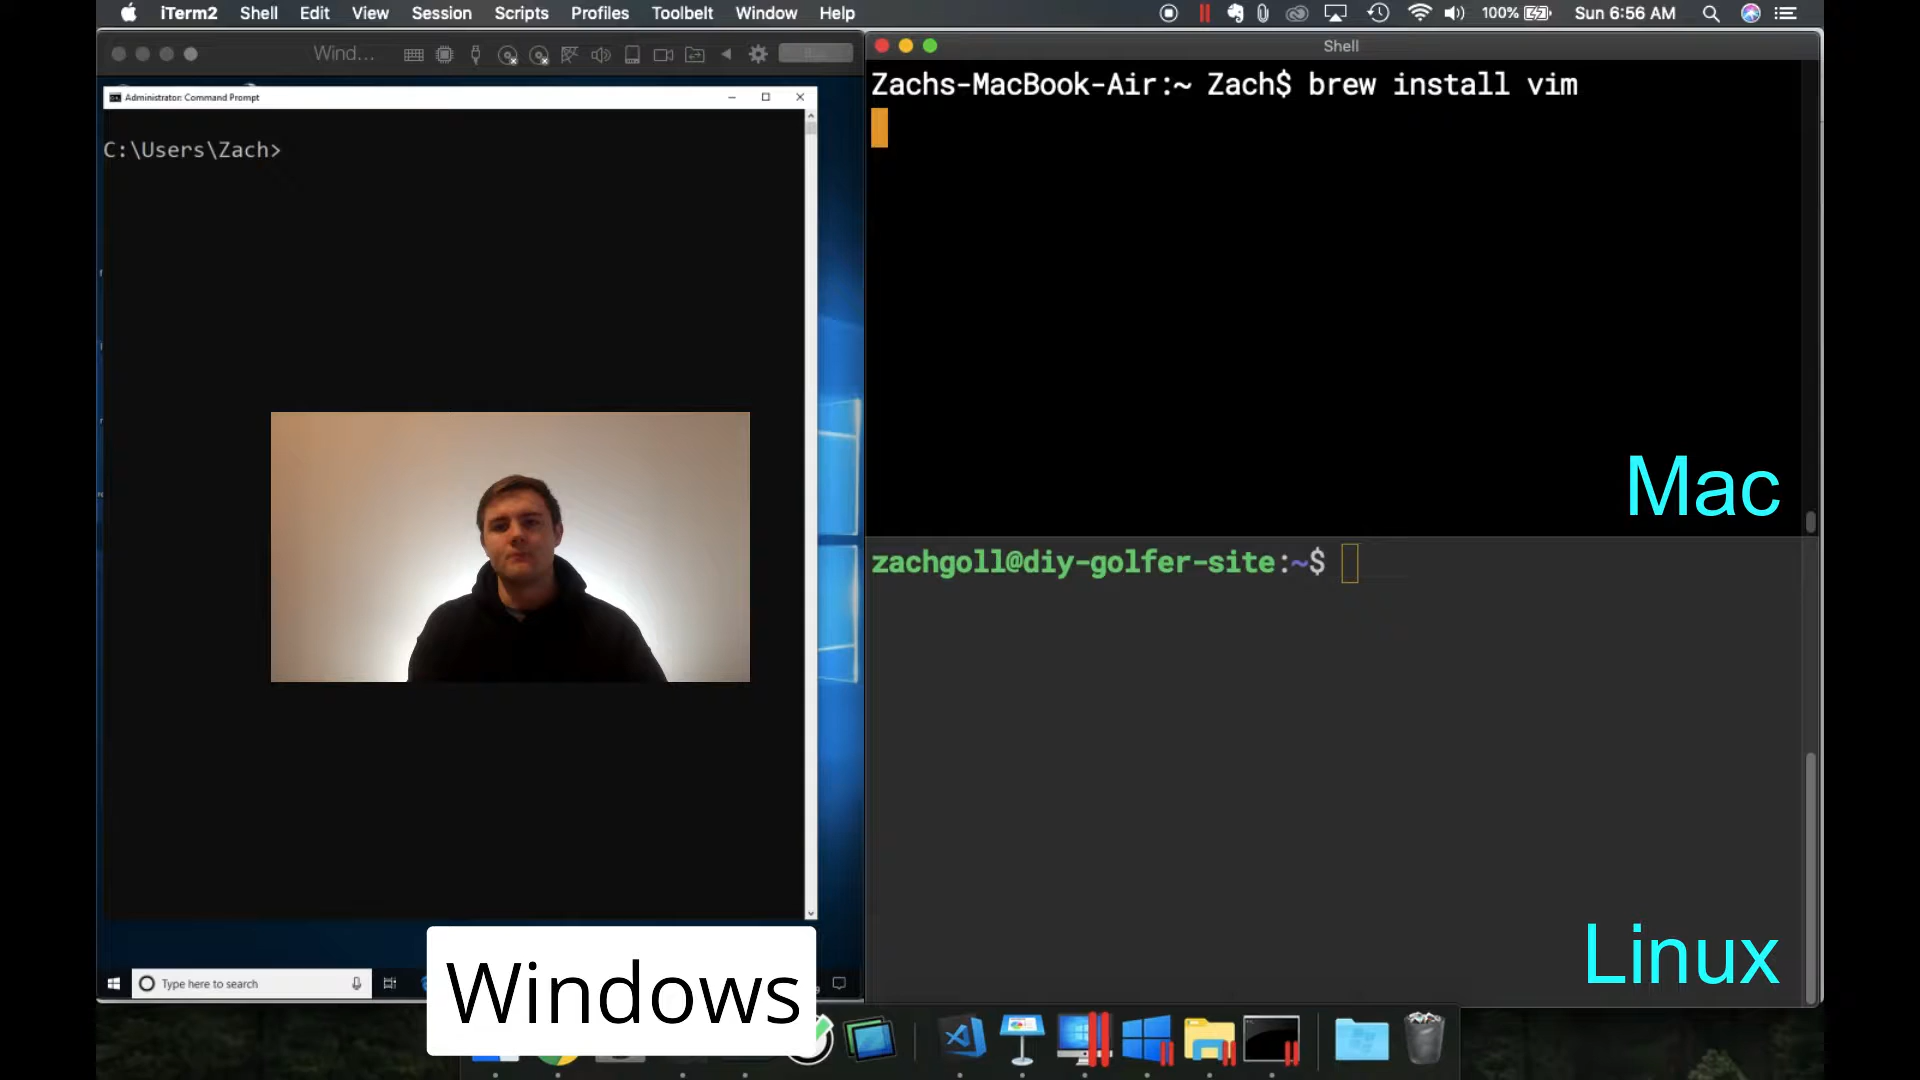 iTerm2 Shell Edit View Session Scripts Profiles Toolbelt Window Help 100% Sun 6:56 AM
Wind...
Shell
Administrator: Command Prompt
C:\Users\Zach>
Zachs-MacBook-Air:~ Zach$ brew install vim
Mac
zachgoll@diy-golfer-site:~$
Linux
Type here to search
Windows